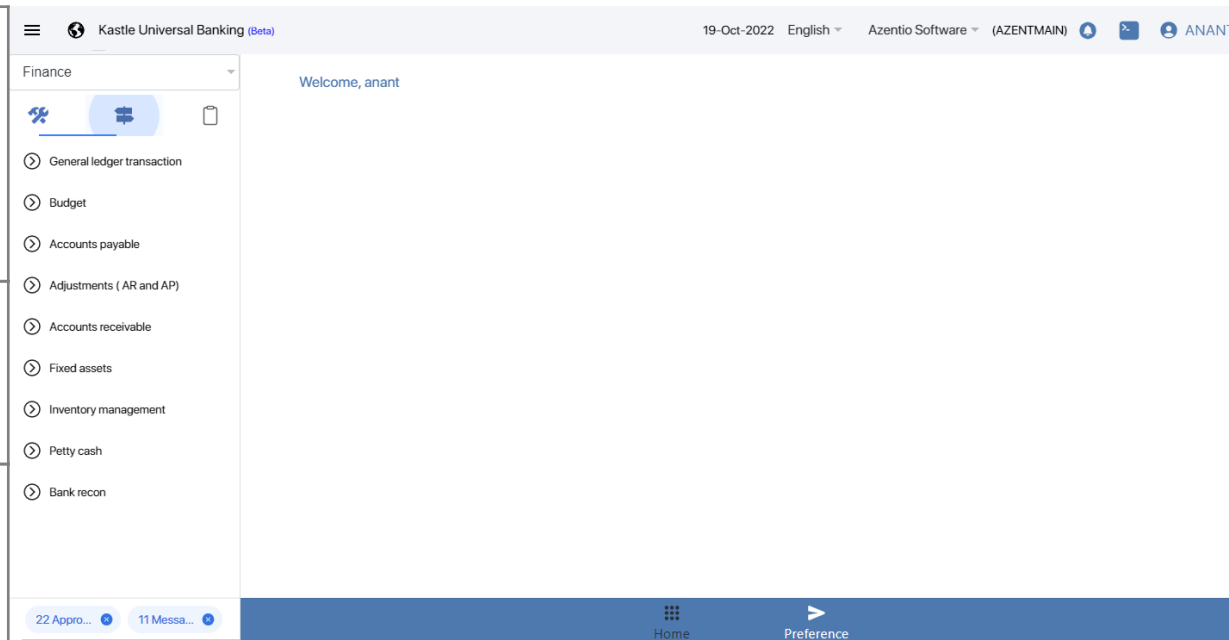 Kastle Universal Banking (Beta) 19-Oct-2022 English Azentio Software (AZENTMAIN) ANANT
Finance
Welcome, anant
General ledger transaction
Budget
Accounts payable
Adjustments ( AR and AP)
Accounts receivable
Fixed assets
Inventory management
Petty cash
Bank recon
22 Appro... 11 Messa...
Home Preference